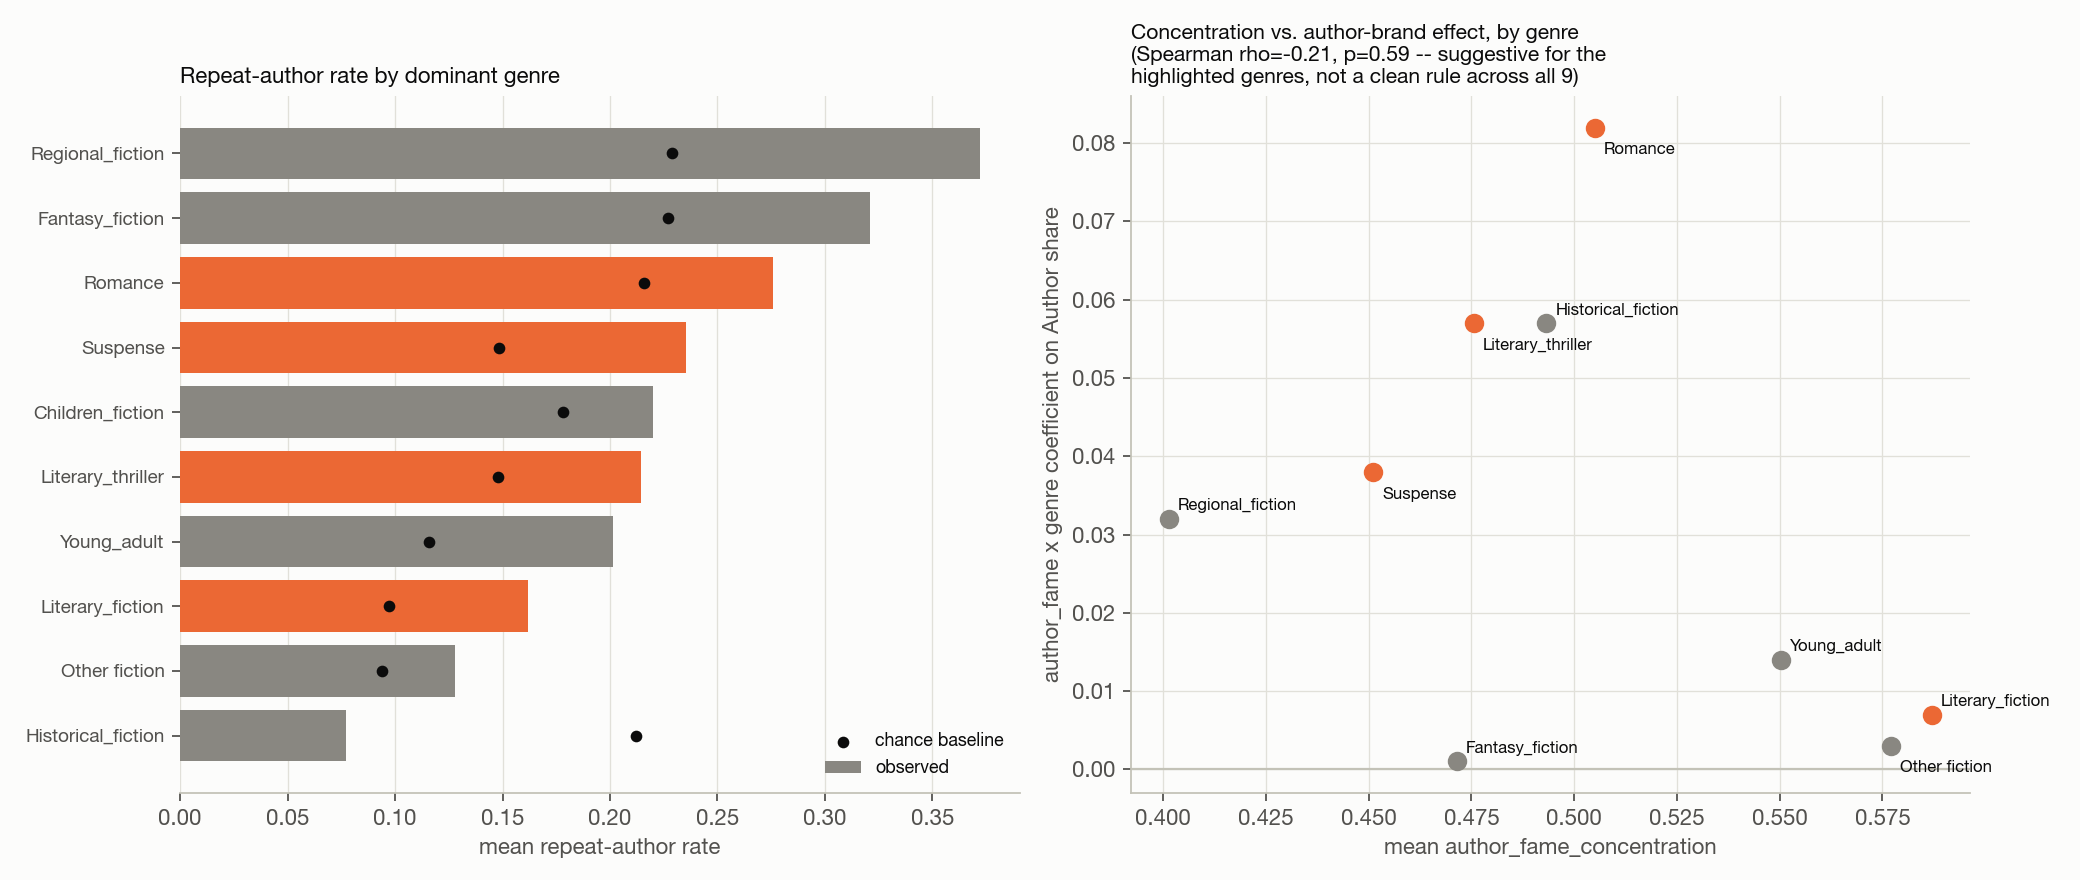 Repeat-author rate by dominant genre
Regional_fiction
Fantasy_fiction
Romance
Suspense
Children_fiction
Literary_thriller
Young_adult
Literary_fiction
Other fiction
Historical_fiction
chance baseline
observed
0.00 0.05 0.10 0.15 0.20 0.25 0.30 0.35
mean repeat-author rate
Concentration vs. author-brand effect, by genre
(Spearman rho=-0.21, p=0.59 -- suggestive for the
highlighted genres, not a clean rule across all 9)
author_fame x genre coefficient on Author share
0.08
0.07
0.06
0.05
0.04
0.03
0.02
0.01
0.00
Romance
Historical_fiction
Literary_thriller
Suspense
Regional_fiction
Young_adult
Literary_fiction
Fantasy_fiction
Other fiction
0.400 0.425 0.450 0.475 0.500 0.525 0.550 0.575
mean author_fame_concentration